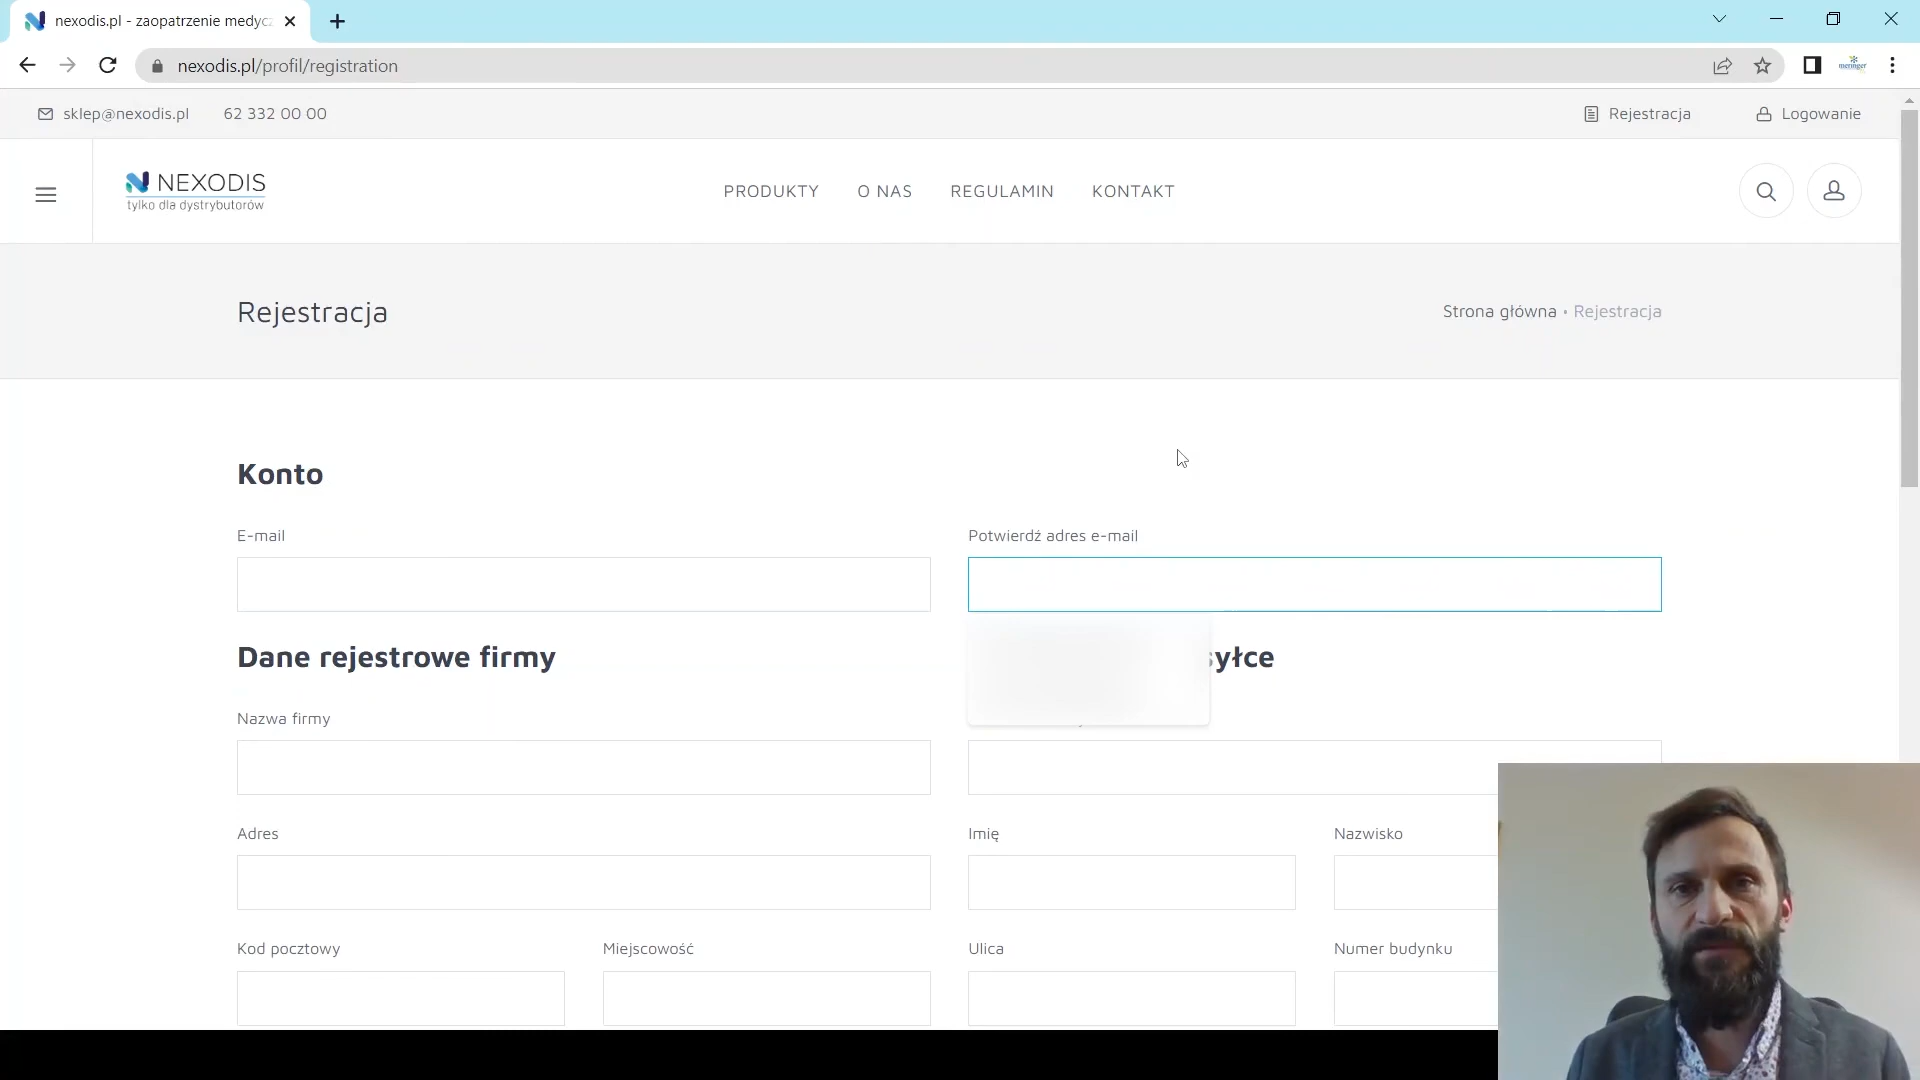 nexodis.pl - zaopatrzenie medycz
nexodis.pl/profil/registration
meringer
sklep@nexodis.pl 62 332 00 00 Rejestracja Logowanie
NEXODIS
tylko dla dystrybutorów
PRODUKTY O NAS REGULAMIN KONTAKT
Rejestracja
Strona główna • Rejestracja
Konto
E-mail Potwierdź adres e-mail
Dane rejestrowe firmy syłce
Nazwa firmy
Adres Imię Nazwisko
Kod pocztowy Miejscowość Ulica Numer budynku